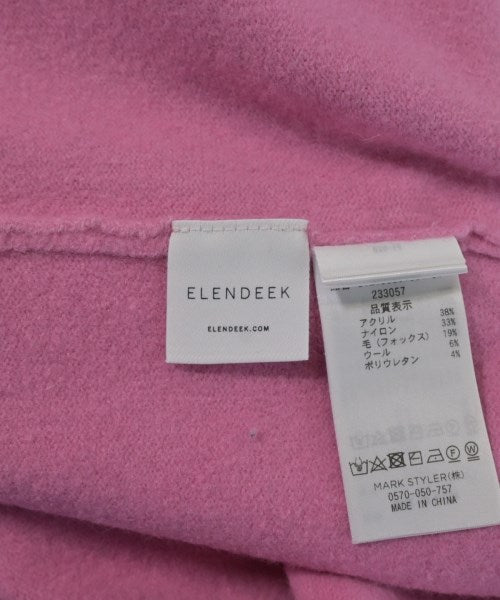 ELENDEEK
ELENDEEK.COM
233057
品質表示
アクリル 38%
ナイロン 33%
毛(フォックス) 19%
ウール 6%
ポリウレタン 4%
MARK STYLER(株)
0570-050-757
MADE IN CHINA